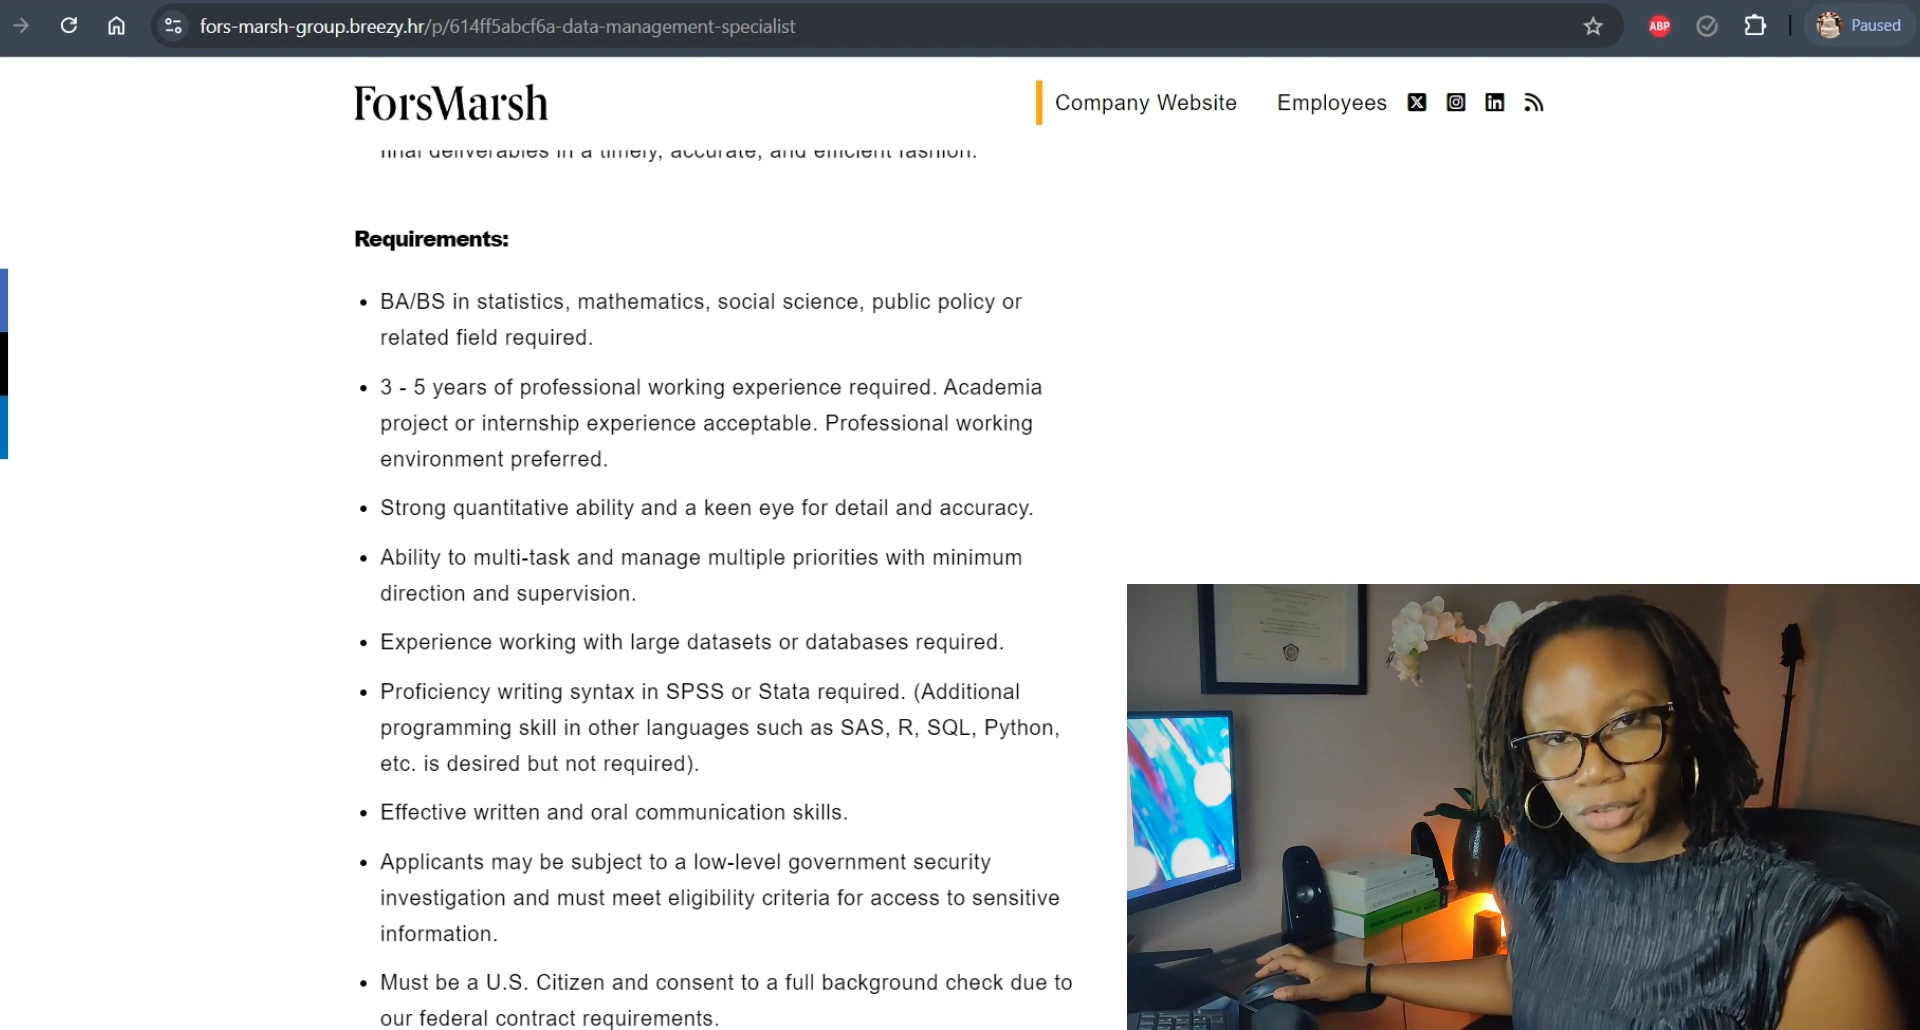 fors-marsh-group.breezy.hr/p/614ff5abcf6a-data-management-specialist
ABP
Paused
ForsMarsh
Company Website
Employees
final deliverables in a timely, accurate, and efficient fashion.
Requirements:
• BA/BS in statistics, mathematics, social science, public policy or
related field required.
• 3 - 5 years of professional working experience required. Academia
project or internship experience acceptable. Professional working
environment preferred.
• Strong quantitative ability and a keen eye for detail and accuracy.
• Ability to multi-task and manage multiple priorities with minimum
direction and supervision.
• Experience working with large datasets or databases required.
• Proficiency writing syntax in SPSS or Stata required. (Additional
programming skill in other languages such as SAS, R, SQL, Python,
etc. is desired but not required).
• Effective written and oral communication skills.
• Applicants may be subject to a low-level government security
investigation and must meet eligibility criteria for access to sensitive
information.
• Must be a U.S. Citizen and consent to a full background check due to
our federal contract requirements.